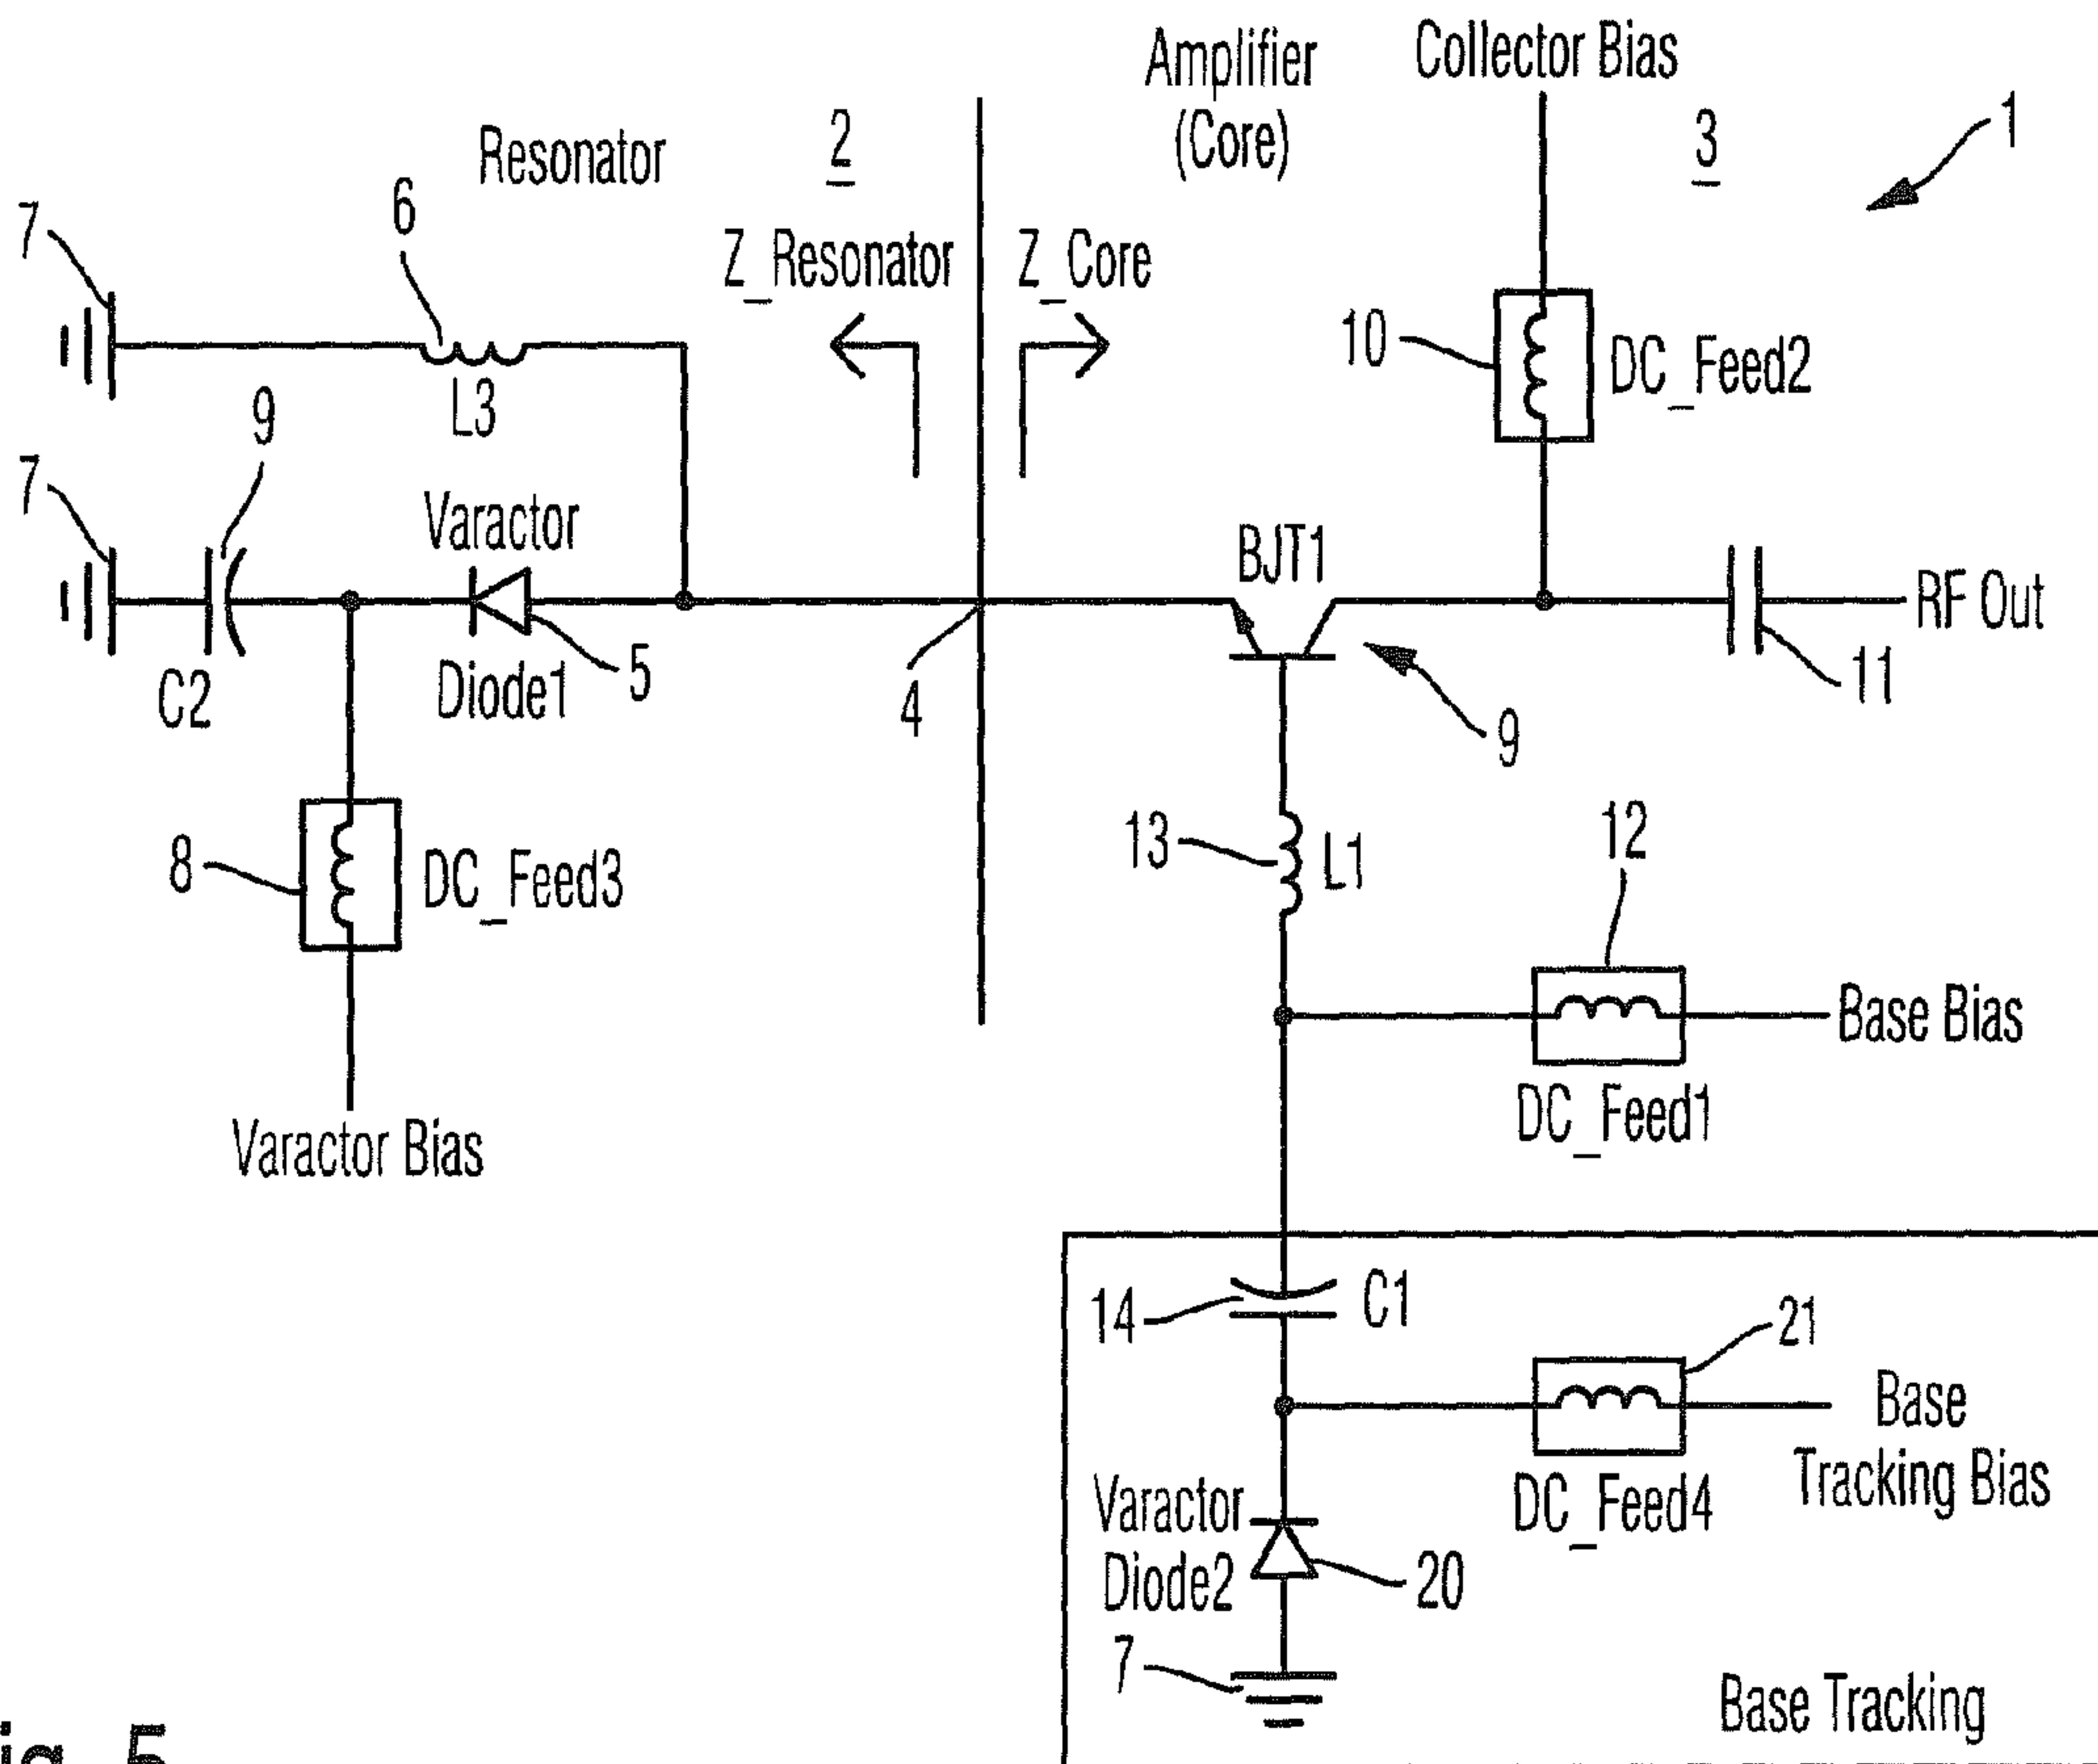 Amplifier
(Core)
Collector Bias
Resonator
2
3
1
7
6
Z_Resonator
Z_Core
10
DC_Feed2
L3
9
7
Varactor
Diode1
5
C2
4
BJT1
RF Out
11
9
8
DC_Feed3
13
L1
12
Base Bias
DC_Feed1
Varactor Bias
14
C1
21
Base
Tracking Bias
DC_Feed4
Varactor
Diode2
20
7
Base Tracking
5